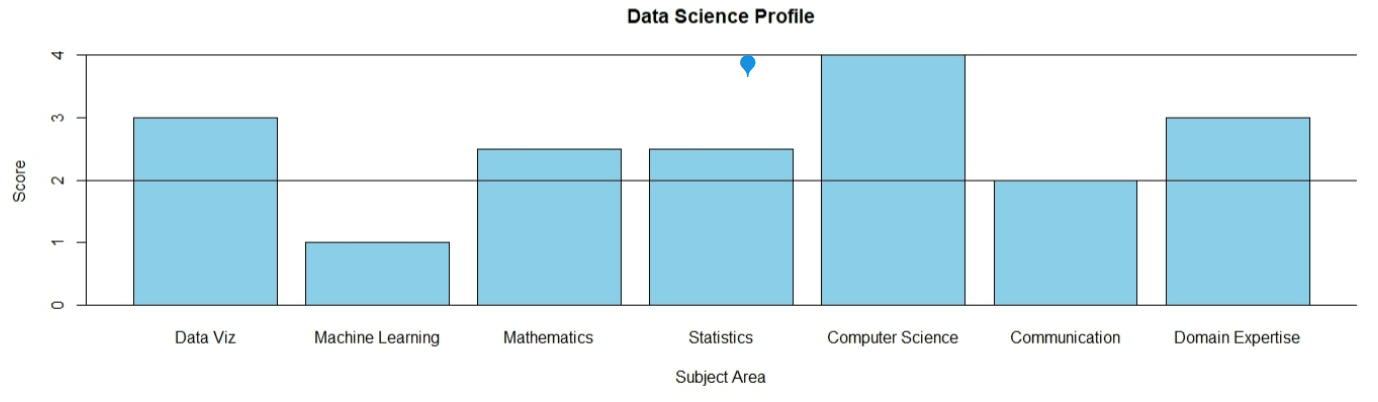 Data Science Profile
4
3
2
1
0
Score
Data Viz
Machine Learning
Mathematics
Statistics
Computer Science
Communication
Domain Expertise
Subject Area